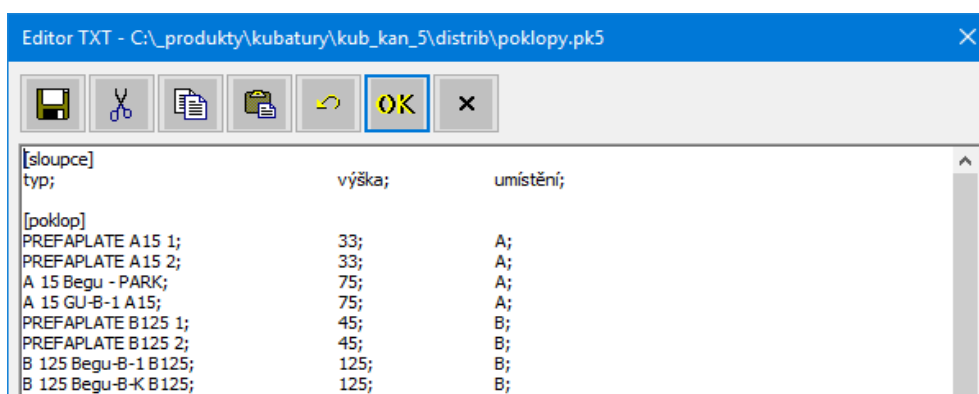 Editor TXT - C:\_produkty\kubatury\kub_kan_5\distrib\poklopy.pk5
OK
[sloupce]
typ; výška; umístění;
[poklop]
PREFAPLATE A15 1; 33; A;
PREFAPLATE A15 2; 33; A;
A 15 Begu - PARK; 75; A;
A 15 GU-B-1 A15; 75; A;
PREFAPLATE B125 1; 45; B;
PREFAPLATE B125 2; 45; B;
B 125 Begu-B-1 B125; 125; B;
B 125 Begu-B-K B125; 125; B;